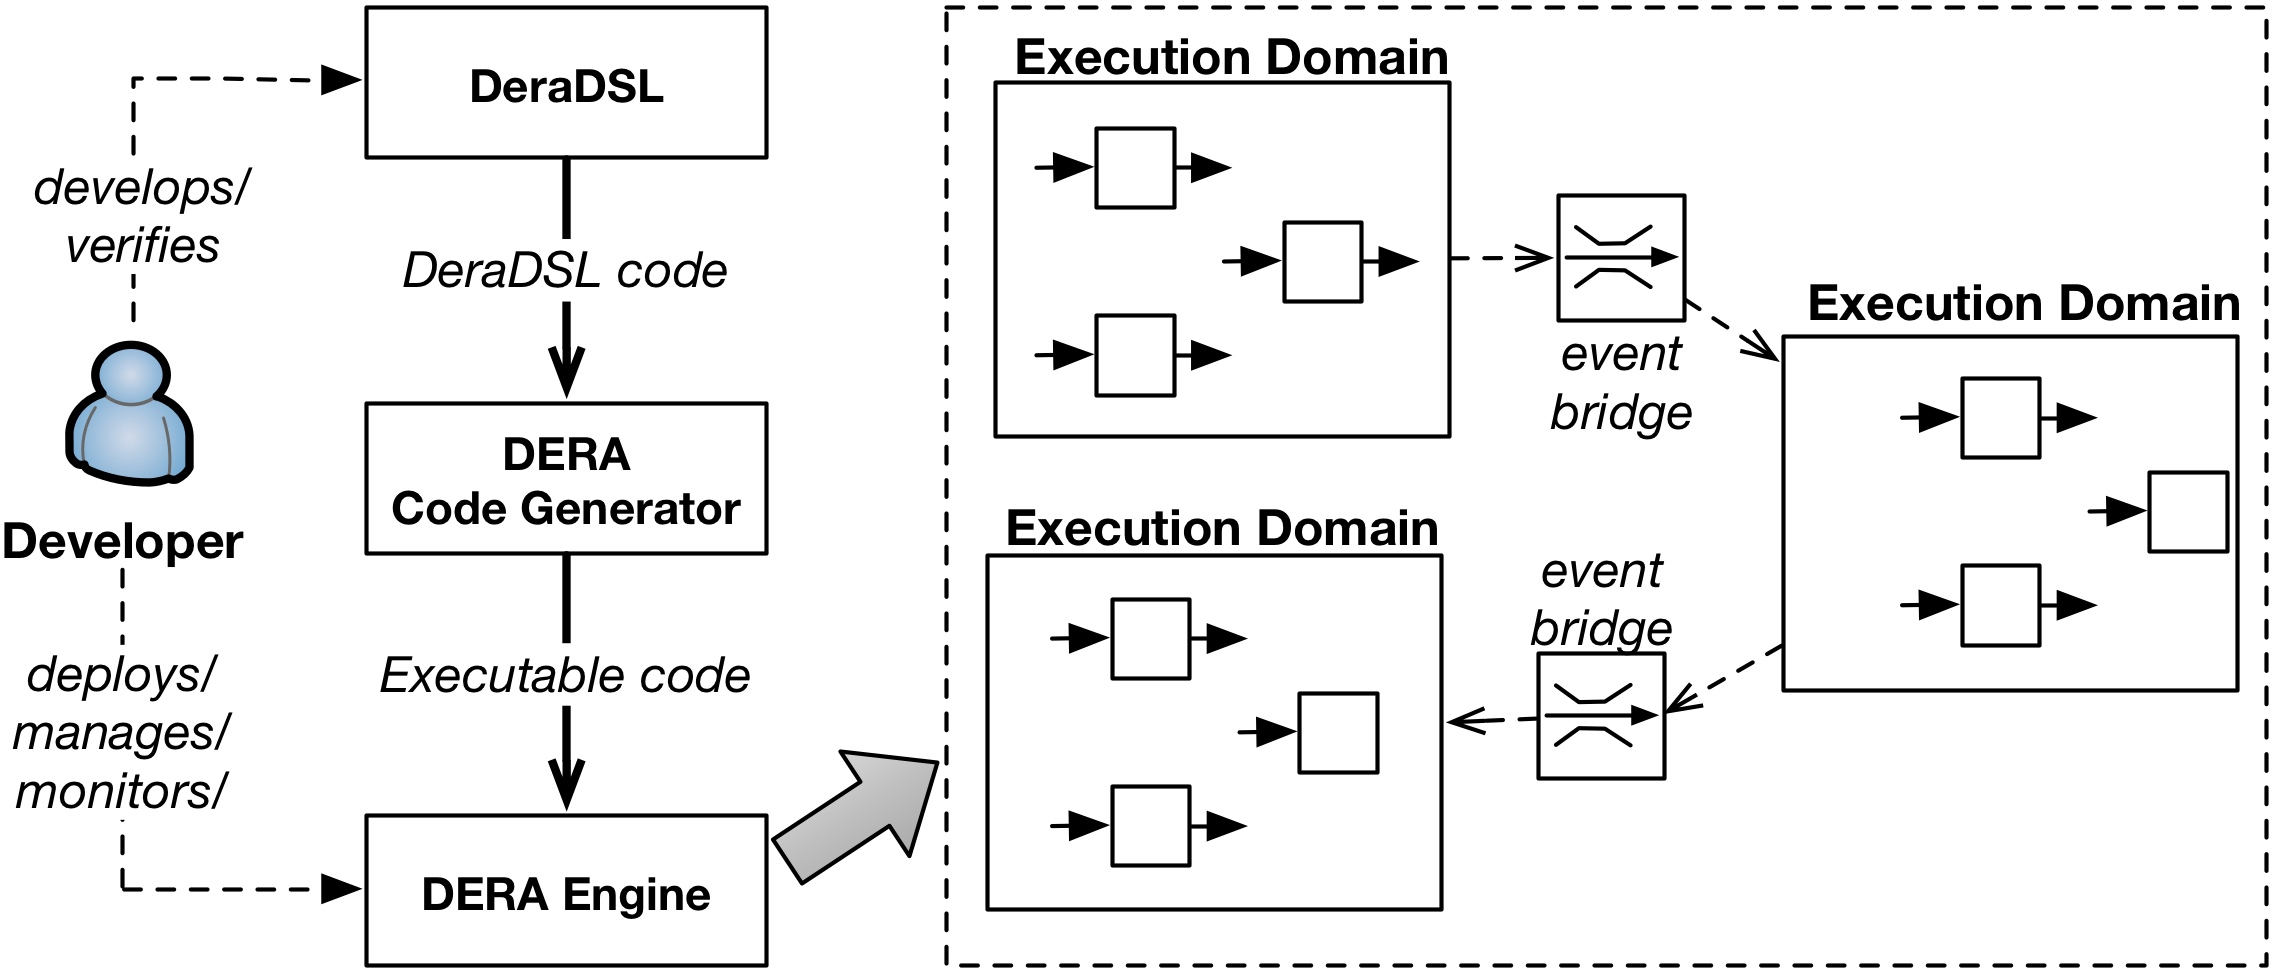 DeraDSL
develops/
verifies
DeraDSL code
Developer
DERA
Code Generator
deploys/
manages/
monitors/
Executable code
DERA Engine
Execution Domain
event
bridge
Execution Domain
event
bridge
Execution Domain